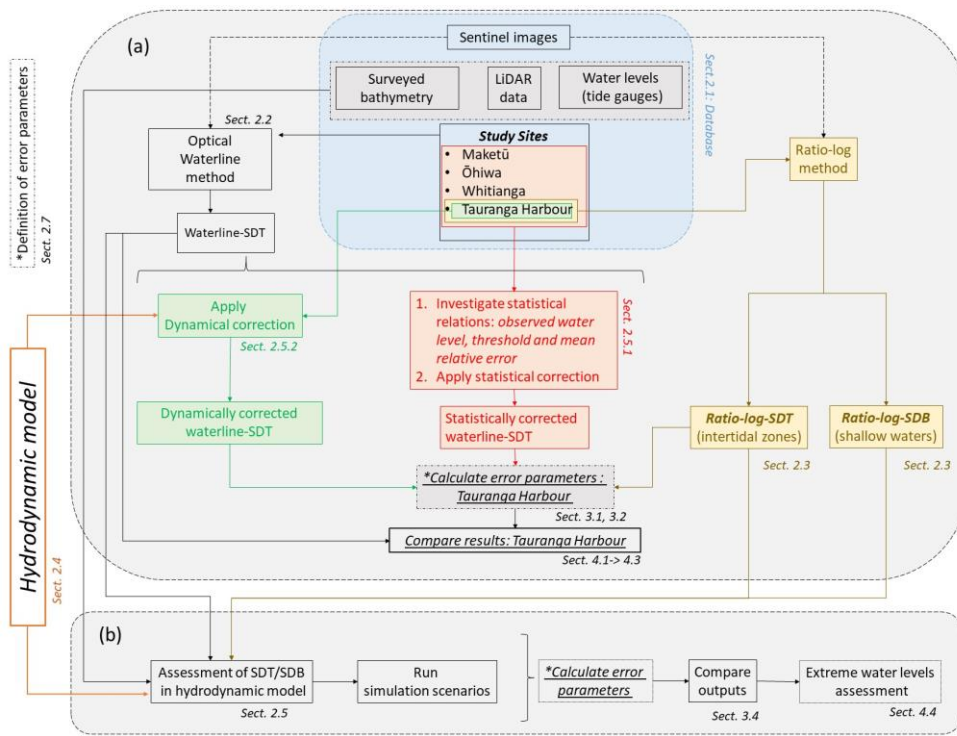 (a)
Sentinel images
Surveyed
bathymetry
LiDAR
data
Water levels
(tide gauges)
Sect.2.1: Database
*Definition of error parameters
Sect. 2.7
Sect. 2.2
Optical
Waterline
method
Study Sites
• Maketū
• Ōhiwa
• Whitianga
• Tauranga Harbour
Ratio-log
method
Waterline-SDT
Apply
Dynamical correction
Sect. 2.5.2
1. Investigate statistical
relations: observed water
level, threshold and mean
relative error
2. Apply statistical correction
Sect. 2.5.1
Dynamically corrected
waterline-SDT
Statistically corrected
waterline-SDT
Ratio-log-SDT
(intertidal zones)
Sect. 2.3
Ratio-log-SDB
(shallow waters)
Sect. 2.3
*Calculate error parameters :
Tauranga Harbour
Sect. 3.1, 3.2
Compare results: Tauranga Harbour
Sect. 4.1-> 4.3
Hydrodynamic model
Sect. 2.4
(b)
Assessment of SDT/SDB
in hydrodynamic model
Sect. 2.5
Run
simulation scenarios
*Calculate error
parameters
Compare
outputs
Sect. 3.4
Extreme water levels
assessment
Sect. 4.4